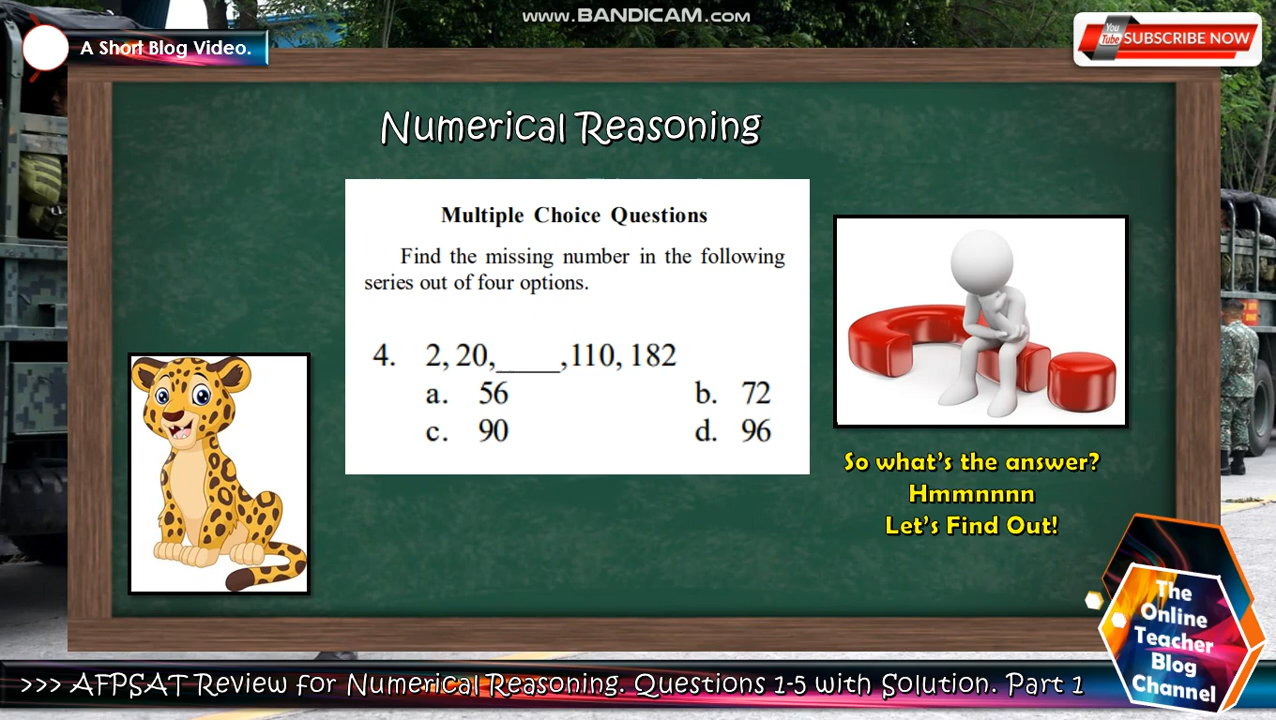 www.BANDICAM.com
A Short Blog Video.
You
Tube
SUBSCRIBE NOW
Numerical Reasoning
Multiple Choice Questions
Find the missing number in the following
series out of four options.
4. 2, 20,_____,110, 182
a. 56 b. 72
c. 90 d. 96
So what's the answer?
Hmmnnnn
Let's Find Out!
The
Online
Teacher
Blog
Channel
>>> AFPSAT Review for Numerical Reasoning. Questions 1-5 with Solution. Part 1